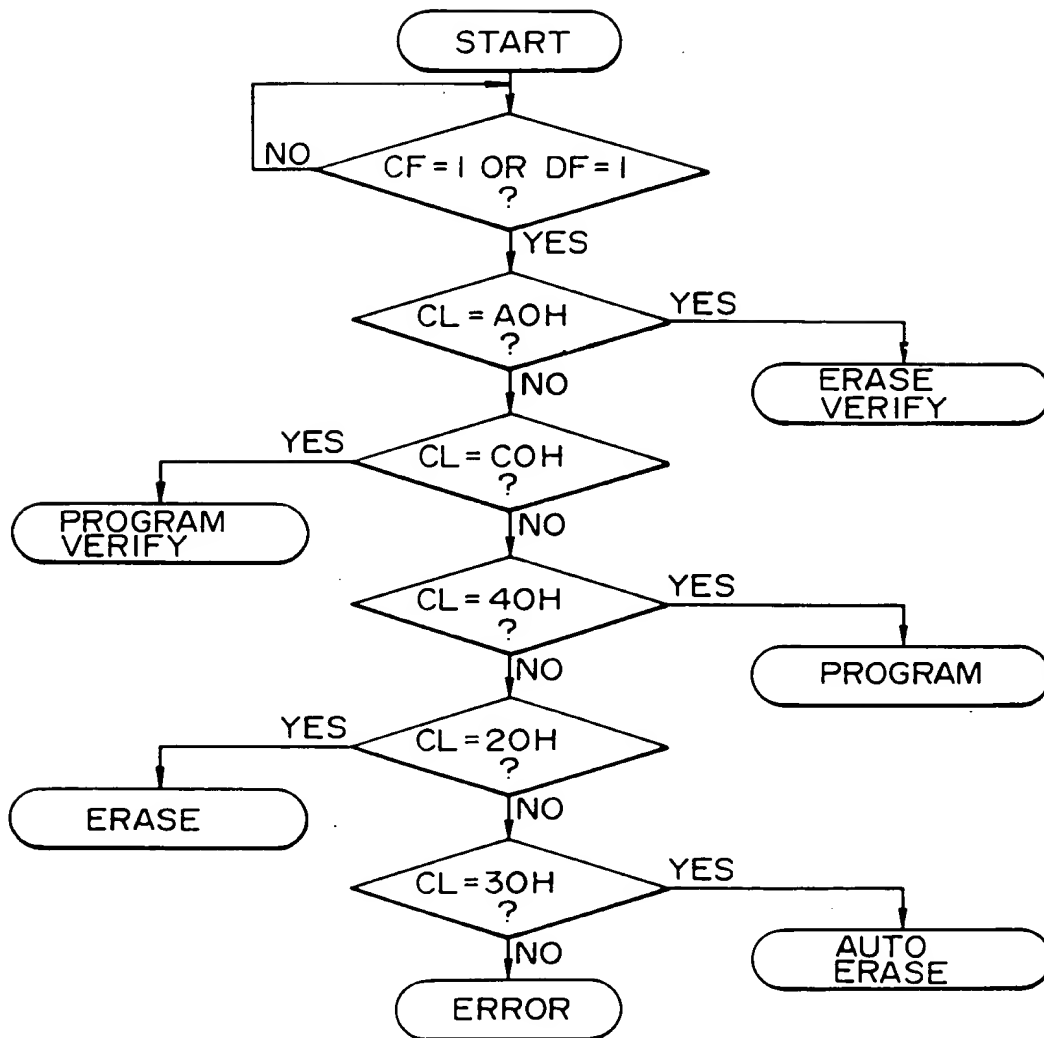 START
NO
CF=1 OR DF=1
?
YES
CL=A0H
?
YES
NO
ERASE
VERIFY
YES
CL=C0H
?
PROGRAM
VERIFY
NO
CL=40H
?
YES
NO
PROGRAM
YES
CL=20H
?
ERASE
NO
CL=30H
?
YES
NO
AUTO
ERASE
ERROR